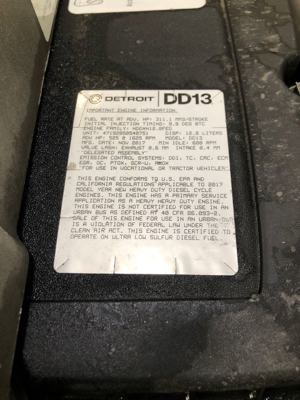 DETROIT DD13
IMPORTANT ENGINE INFORMATION
FUEL RATE AT ADV. HP: 311.1 MM3/STROKE
INITIAL INJECTION TIMING: 9.0 DEG BTC
ENGINE FAMILY:
UNIT: DISP: 12.8 LITERS
ADV HP: 505 @ 1625 RPM MODEL: DD13
MFG. DATE: NOV 2017 MIN IDLE: 600 RPM
VALVE LASH: EXHAUST 0.6 MM INTAKE 0.4 MM
"DELEGATED ASSEMBLY"
EMISSION CONTROL SYSTEMS: DDI, TC, CAC, ECM
EGR, OC, PTOX, SCR-U, AMOX
FOR USE IN VOCATIONAL OR TRACTOR VEHICLES.
THIS ENGINE CONFORMS TO U.S. EPA AND
CALIFORNIA REGULATIONS APPLICABLE TO 2017
MODEL YEAR NEW HEAVY DUTY DIESEL CYCLE
ENGINES. THIS ENGINE HAS A PRIMARY SERVICE
APPLICATION AS A HEAVY HEAVY DUTY ENGINE.
THIS ENGINE IS NOT CERTIFIED FOR USE IN AN
URBAN BUS AS DEFINED AT 40 CFR 86.093-2.
SALE OF THIS ENGINE FOR USE IN AN URBAN BUS
IS A VIOLATION OF FEDERAL LAW UNDER THE
CLEAN AIR ACT. THIS ENGINE IS CERTIFIED TO
OPERATE ON ULTRA LOW SULFUR DIESEL FUEL.